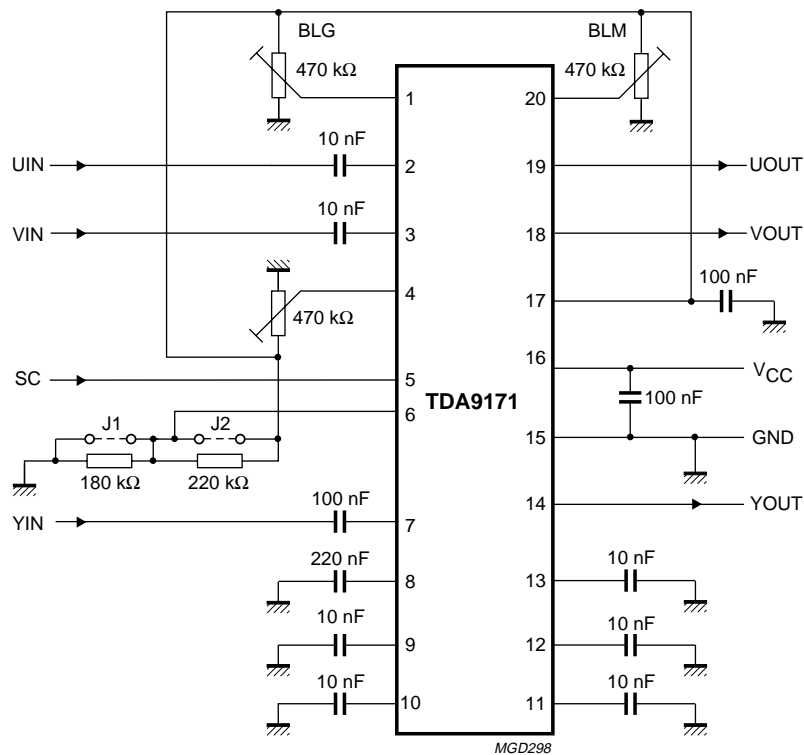 BLG
BLM
470 kΩ
470 kΩ
1
20
10 nF
UIN
2
19
UOUT
10 nF
VIN
3
18
VOUT
4
100 nF
470 kΩ
17
16
VCC
SC
5
TDA9171
100 nF
6
J1
J2
15
GND
180 kΩ
220 kΩ
100 nF
14
YOUT
YIN
7
220 nF
10 nF
8
13
10 nF
10 nF
9
12
10 nF
10 nF
10
11
MGD298